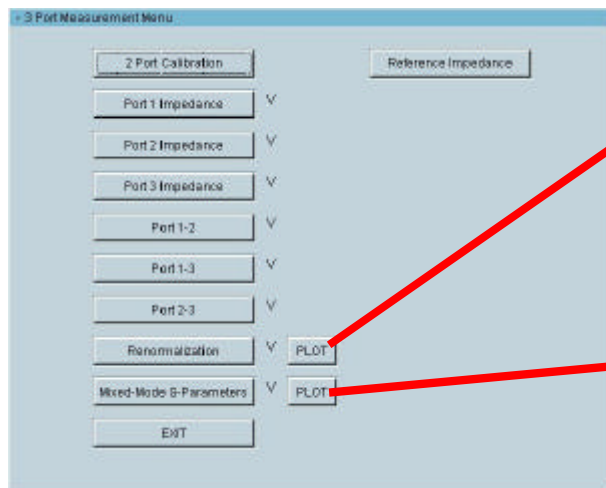 3 Port Measurement Menu
2 Port Calibration
Reference Impedance
Port 1 Impedance V
Port 2 Impedance V
Port 3 Impedance V
Port 1-2 V
Port 1-3 V
Port 2-3 V
Renormalization V PLOT
Mixed-Mode S-Parameters V PLOT
EXIT